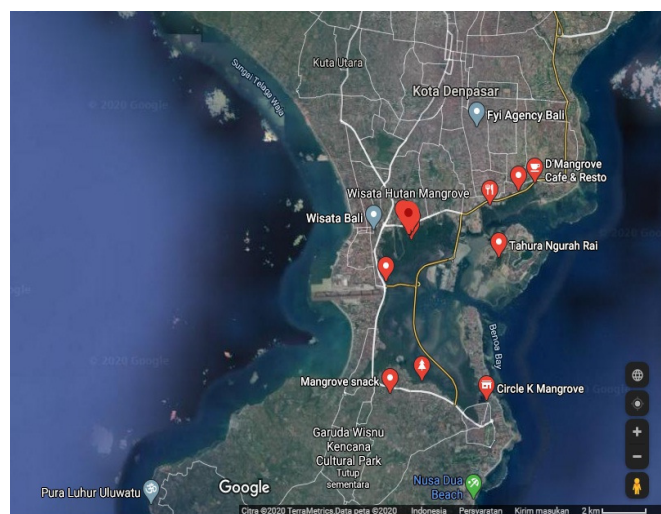 © 2020 Google
Kuta Utara
Sungai Telaga Waja
Kota Denpasar
Fyi Agency Bali
D'Mangrove
Cafe & Resto
Wisata Hutan Mangrove
Wisata Bali
Tahura Ngurah Rai
Benoa Bay
© 2020 Google
Mangrove snack
Circle K Mangrove
Garuda Wisnu
Kencana
Cultural Park
Tutup
sementara
Nusa Dua
Beach
Pura Luhur Uluwatu
Google
Citra ©2020 TerraMetrics,Data peta ©2020 Indonesia Persyaratan Kirim masukan 2 km